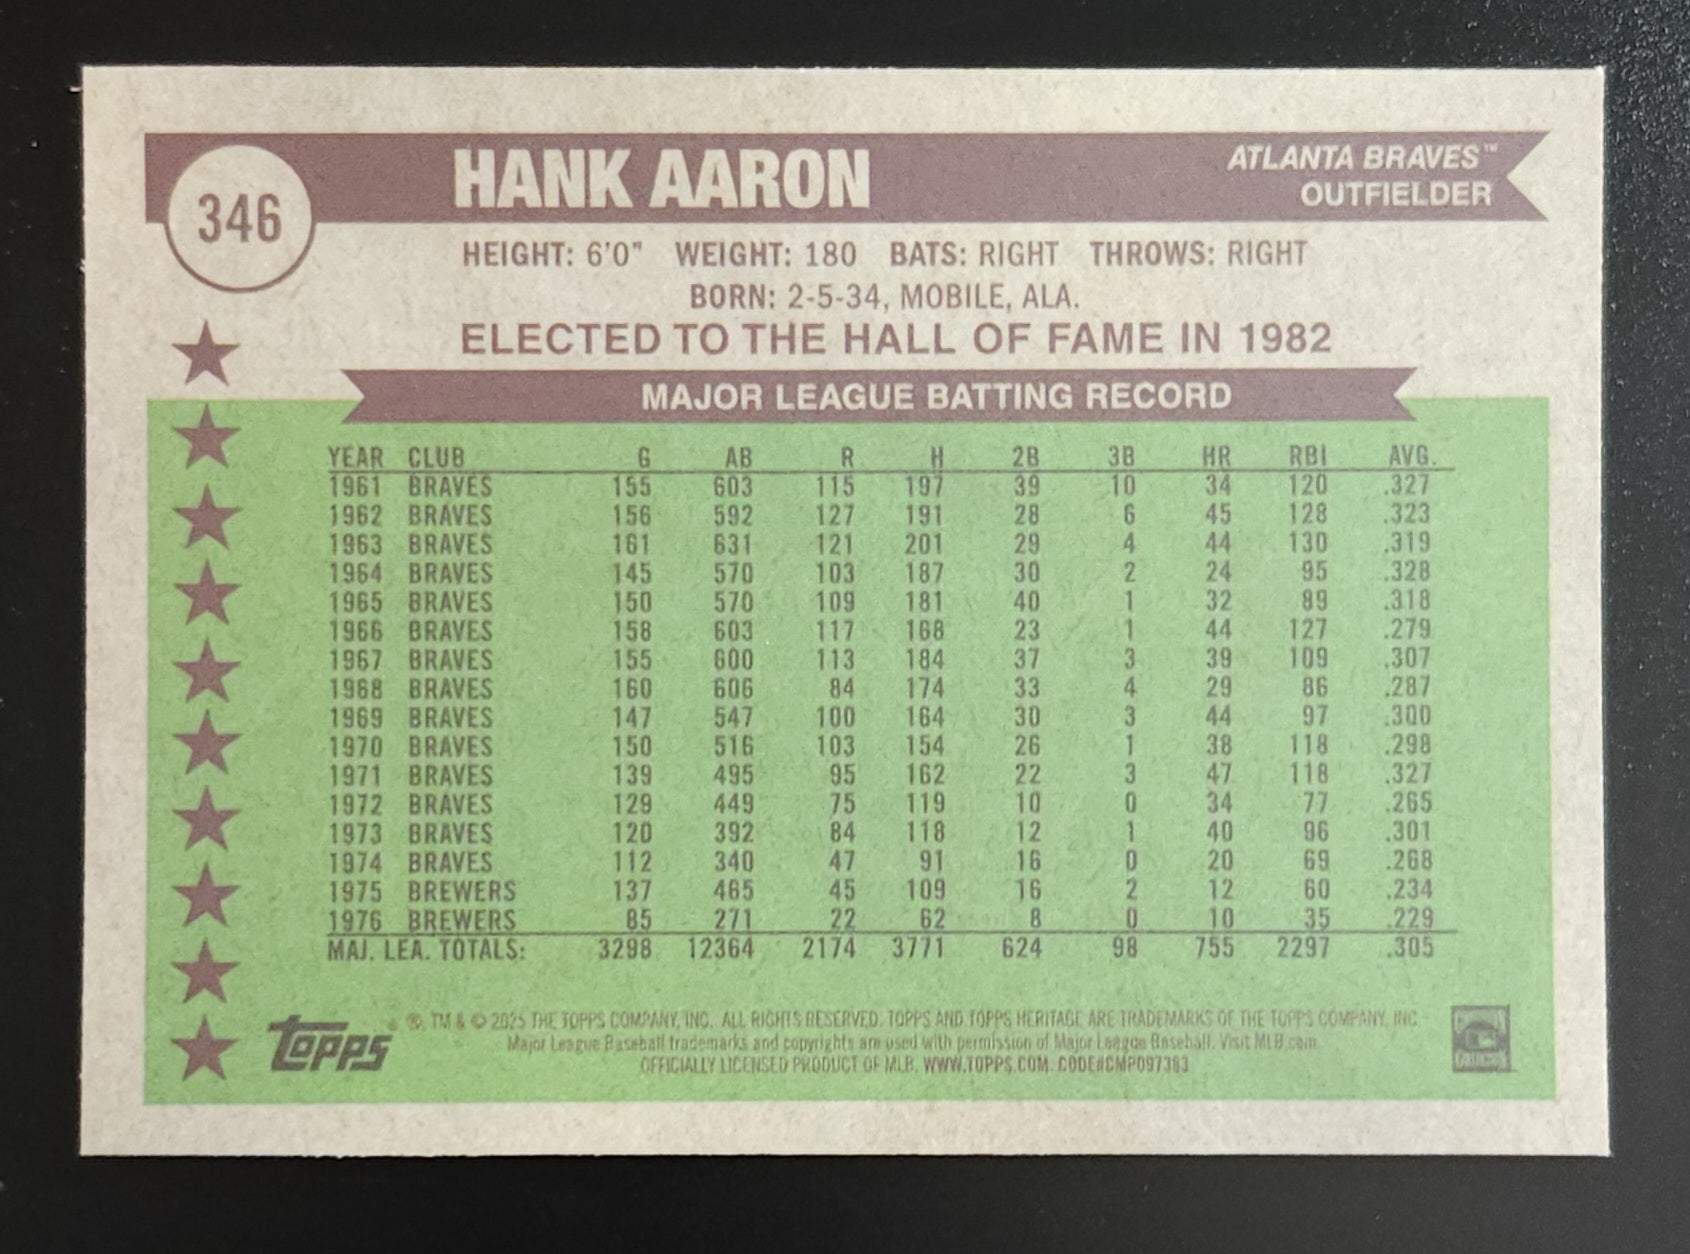 346
HANK AARON
ATLANTA BRAVES™
OUTFIELDER
HEIGHT: 6'0" WEIGHT: 180 BATS: RIGHT THROWS: RIGHT
BORN: 2-5-34, MOBILE, ALA.
ELECTED TO THE HALL OF FAME IN 1982
MAJOR LEAGUE BATTING RECORD
YEAR CLUB G AB R H 2B 3B HR RBI AVG.
1961 BRAVES 155 603 115 197 39 10 34 120 .327
1962 BRAVES 156 592 127 191 28 6 45 128 .323
1963 BRAVES 161 631 121 201 29 4 44 130 .319
1964 BRAVES 145 570 103 187 30 2 24 95 .328
1965 BRAVES 150 570 109 181 40 1 32 89 .318
1966 BRAVES 158 603 117 168 23 1 44 127 .279
1967 BRAVES 155 600 113 184 37 3 39 109 .307
1968 BRAVES 160 606 84 174 33 4 29 86 .287
1969 BRAVES 147 547 100 164 30 3 44 97 .300
1970 BRAVES 150 516 103 154 26 1 38 118 .298
1971 BRAVES 139 495 95 162 22 3 47 118 .327
1972 BRAVES 129 449 75 119 10 0 34 77 .265
1973 BRAVES 120 392 84 118 12 1 40 96 .301
1974 BRAVES 112 340 47 91 16 0 20 69 .268
1975 BREWERS 137 465 45 109 16 2 12 60 .234
1976 BREWERS 85 271 22 62 8 0 10 35 .229
MAJ. LEA. TOTALS: 3298 12364 2174 3771 624 98 755 2297 .305
topps
®, TM & © 2025 THE TOPPS COMPANY, INC. ALL RIGHTS RESERVED. TOPPS AND TOPPS HERITAGE ARE TRADEMARKS OF THE TOPPS COMPANY, INC
Major League Baseball trademarks and copyrights are used with permission of Major League Baseball. Visit MLB.com.
OFFICIALLY LICENSED PRODUCT OF MLB. WWW.TOPPS.COM. CODE#CMP097383